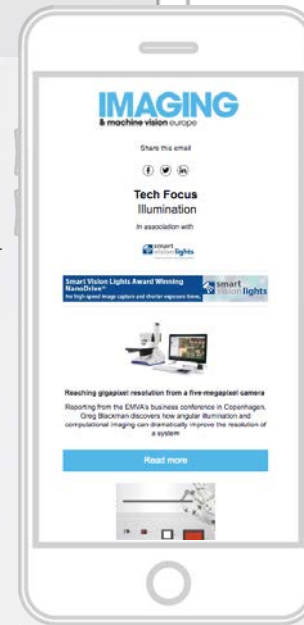 IMAGING
& machine vision europe
Share this email
Tech Focus
Illumination
In association with
smart
vision lights
Smart Vision Lights Award Winning
NanoDrive™
For high-speed image capture and shorter exposure times.
smart
vision lights
Reaching gigapixel resolution from a five-megapixel camera
Reporting from the EMVA's business conference in Copenhagen,
Greg Blackman discovers how angular illumination and
computational imaging can dramatically improve the resolution of
a system
Read more